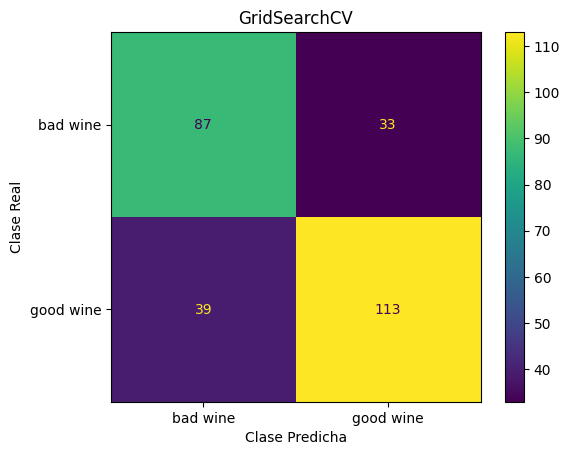 GridSearchCV
Clase Real
bad wine
good wine
87
33
39
113
bad wine
good wine
Clase Predicha
110
100
90
80
70
60
50
40